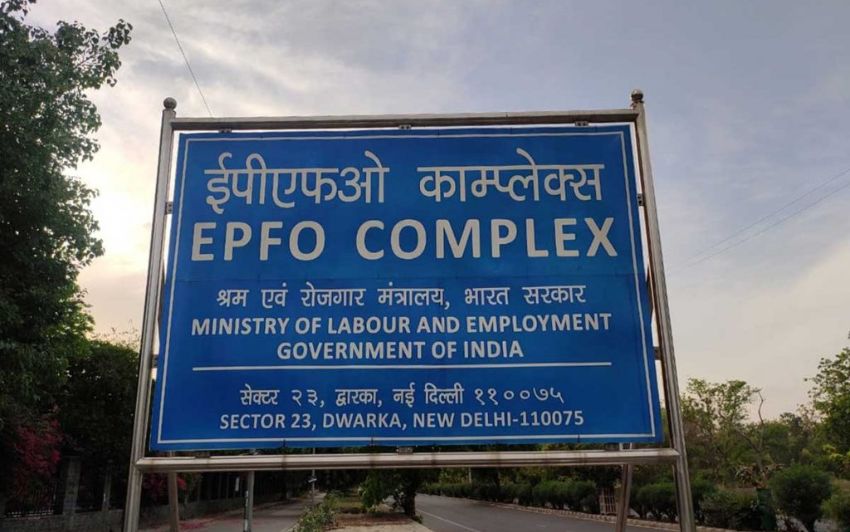 ईपीएफओ काम्प्लेक्स
EPFO COMPLEX
श्रम एवं रोजगार मंत्रालय, भारत सरकार
MINISTRY OF LABOUR AND EMPLOYMENT
GOVERNMENT OF INDIA
सेक्टर २३, द्वारका, नई दिल्ली ११००७५
SECTOR 23, DWARKA, NEW DELHI-110075